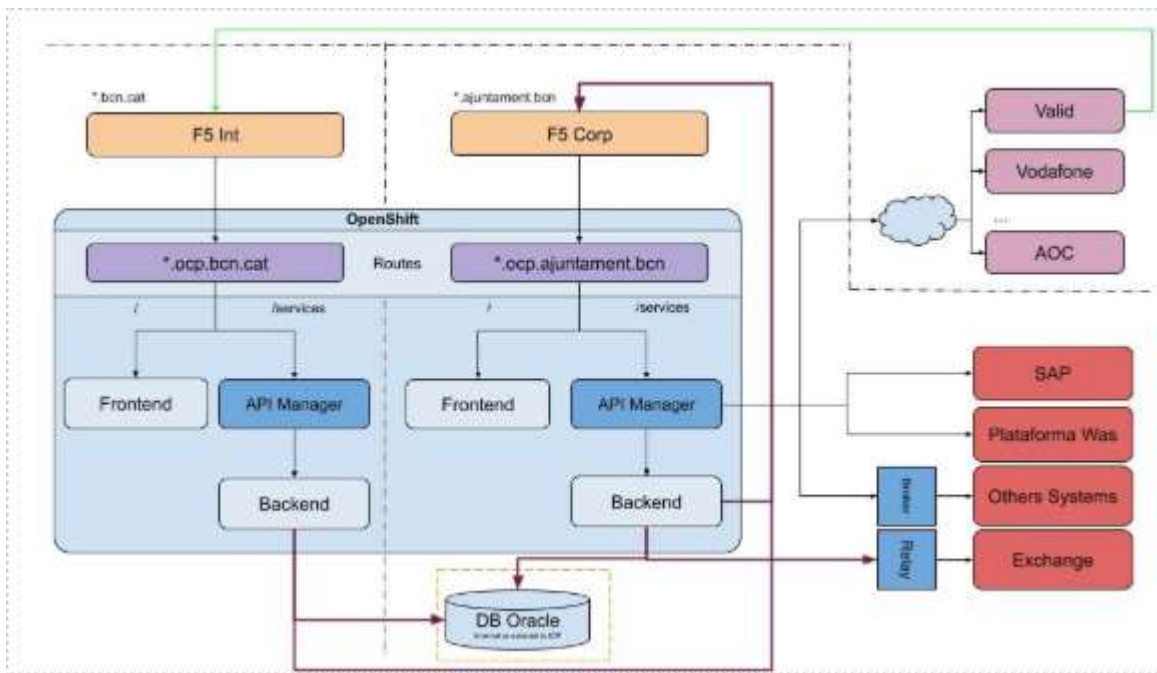 *.bcn.cat
*.ajuntament.bcn
F5 Int
F5 Corp
Valid
Vodafone
....
AOC
OpenShift
*.ocp.bcn.cat
Routes
*.ocp.ajuntament.bcn
/
/services
/
/services
Frontend
API Manager
Frontend
API Manager
SAP
Plataforma Was
Backend
Backend
Others Systems
Relay
Exchange
DB Oracle